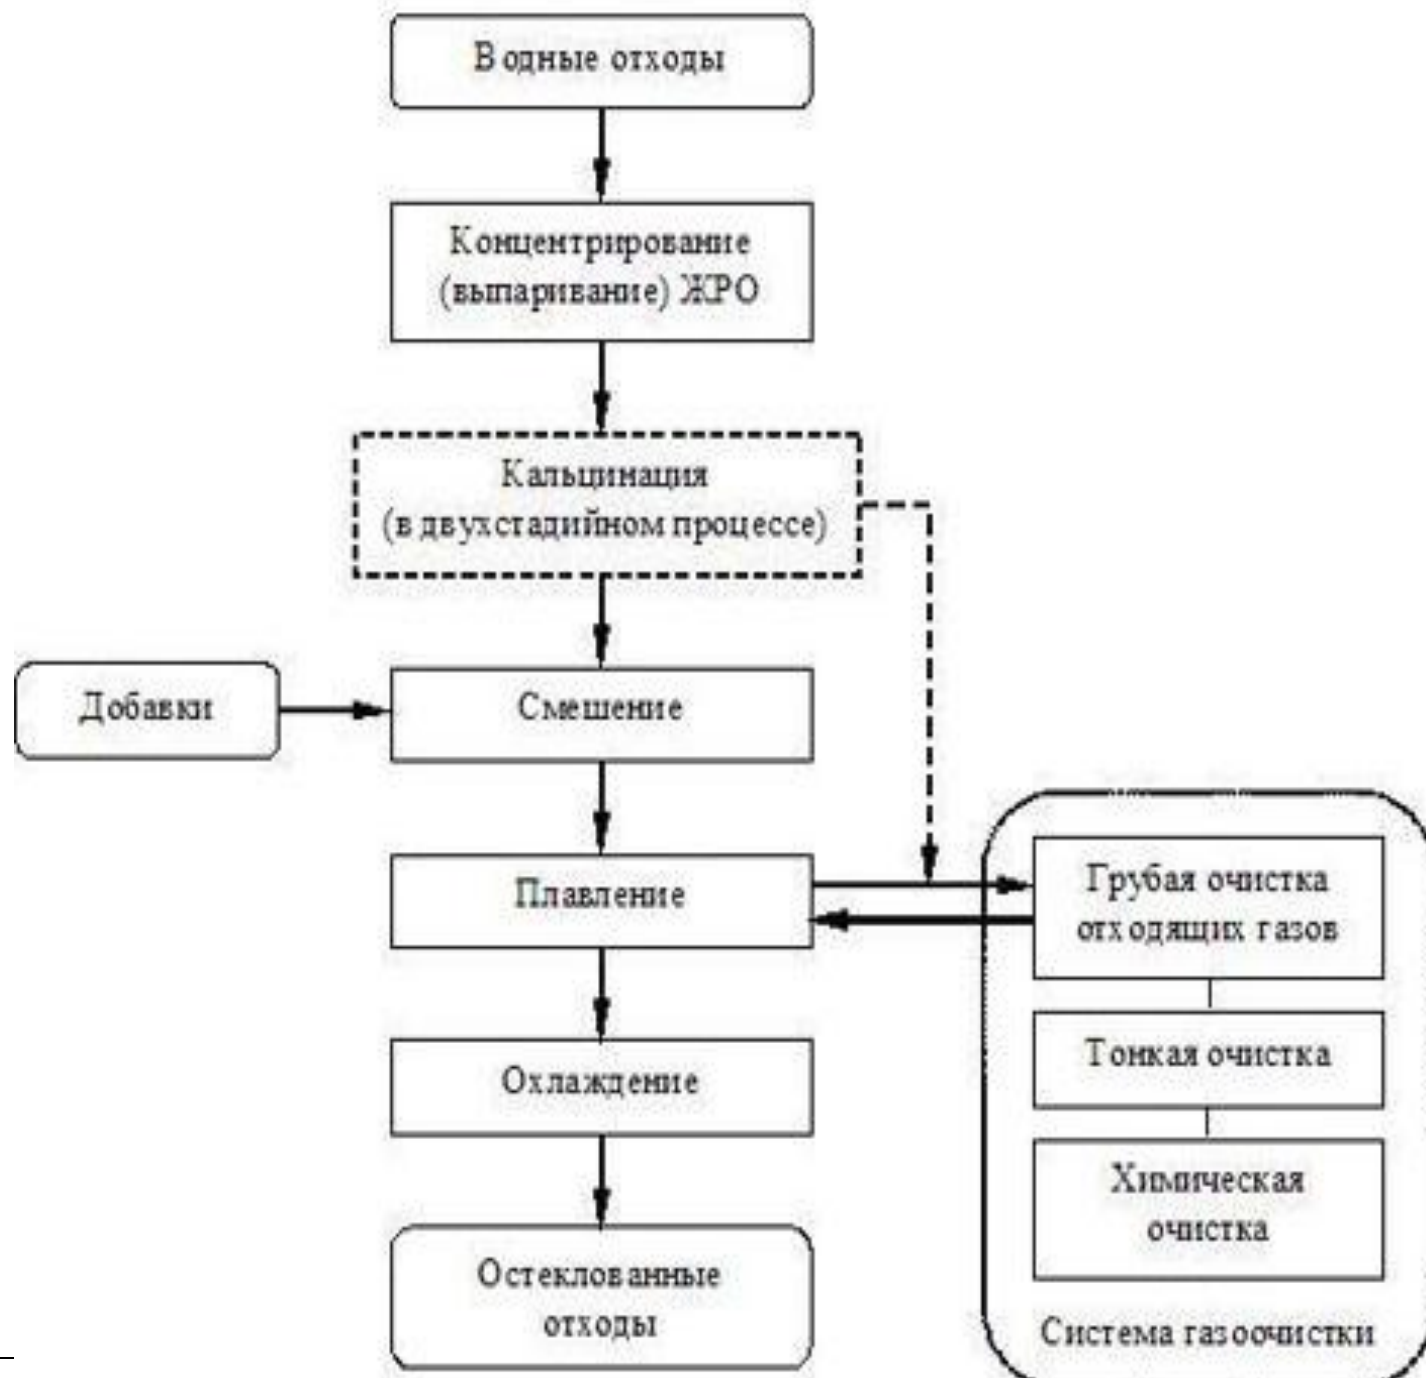 Водные отходы
Концентрирование
(выпаривание) ЖРО
Кальцинация
(в двухстадийном процессе)
Добавки
Смешение
Плавление
Грубая очистка
отходящих газов
Тонкая очистка
Охлаждение
Химическая
очистка
Остеклованные
отходы
Система газоочистки